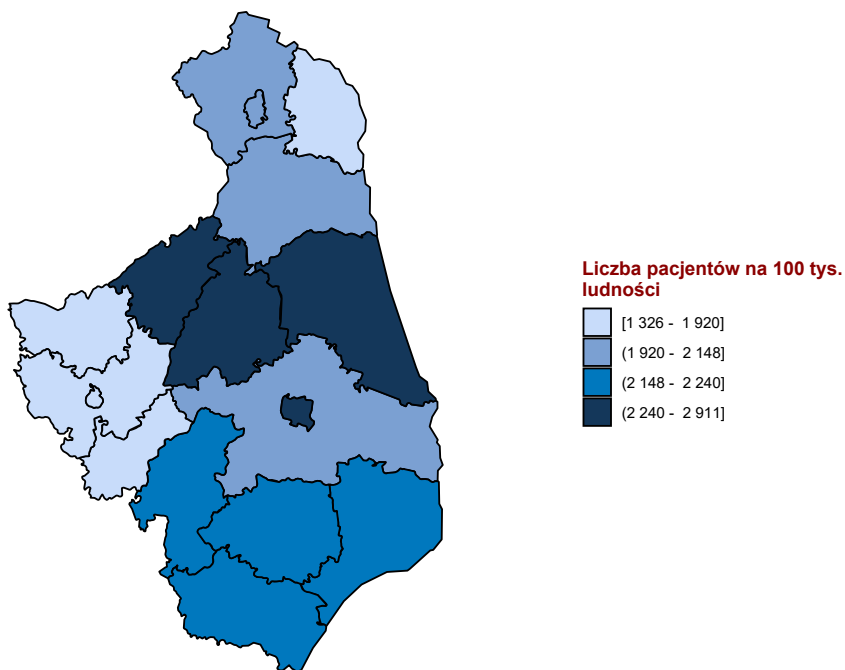 Liczba pacjentów na 100 tys.
ludności
[1 326 - 1 920]
(1 920 - 2 148]
(2 148 - 2 240]
(2 240 - 2 911]